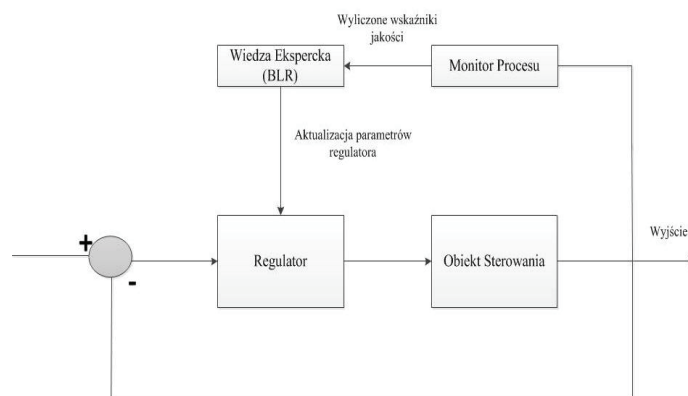 Wyliczone wskaźniki
jakości
Wiedza Ekspercka
(BLR)
Monitor Procesu
Aktualizacja parametrów
regulatora
+
-
Regulator
Obiekt Sterowania
Wyjście